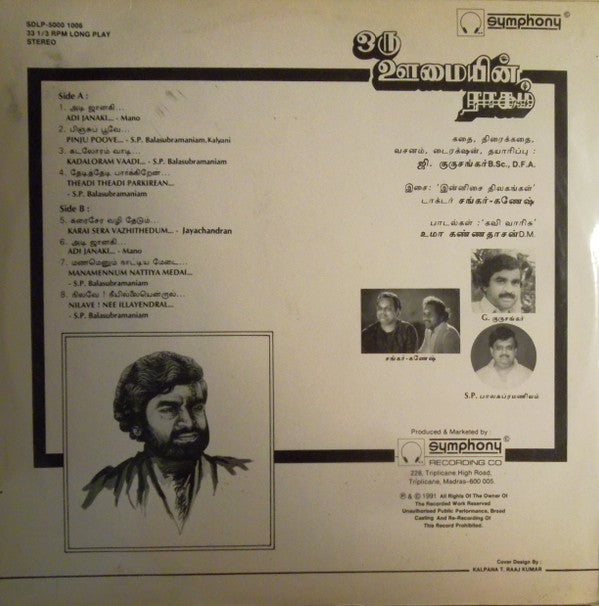 SDLP-5000 1006
33 1/3 RPM LONG PLAY
STEREO
symphony ©
ஒரு
ஊமையின்
ராகம்
Side A :
1. அடி ஜானகி...
ADI JANAKI... - Mano
2. பிஞ்சுப் பூவே...
PINJU POOVE... - S.P. Balasubramaniam, Kalyani
3. கடலோரம் வாடி...
KADALORAM VAADI... - S.P. Balasubramaniam
4. தேடித்தேடி பார்க்கிறேன்...
THEADI THEADI PARKIREAN...
- S.P. Balasubramaniam
Side B :
5. கரைசேர வழி தேடும்...
KARAI SERA VAZHITHEDUM... - Jayachandran
6. அடி ஜானகி...
ADI JANAKI... - Mano
7. மணமெனும் நாட்டிய மேடை...
MANAMENNUM NATTIYA MEDAI...
- S.P. Balasubramaniam
8. நிலவே ! நீயில்லையென்றால்...
NILAVE ! NEE ILLAYENDRAL...
- S.P. Balasubramaniam
கதை, திரைக்கதை,
வசனம், டைரக்ஷன், தயாரிப்பு :
ஜி. குருசங்கர் B.Sc., D.F.A.
இசை: 'இன்னிசை திலகங்கள்'
டாக்டர் சங்கர்-கணேஷ்
பாடல்கள் : 'கவி வாரிசு'
உமா கண்ணதாசன் D.M.
G. குருசங்கர்
சங்கர்-கணேஷ்
S.P. பாலசுப்ரமணியம்
Produced & Marketed by :
symphony ©
RECORDING CO
228, Triplicane High Road,
Triplicane, Madras-600 005.
℗ & © 1991 All Rights Of The Owner Of
The Recorded Work Reserved
Unauthorised Public Performance, Broad
Casting And Re-Recording Of
This Record Prohibited.
Cover Design By :
KALPANA T. RAAJ KUMAR